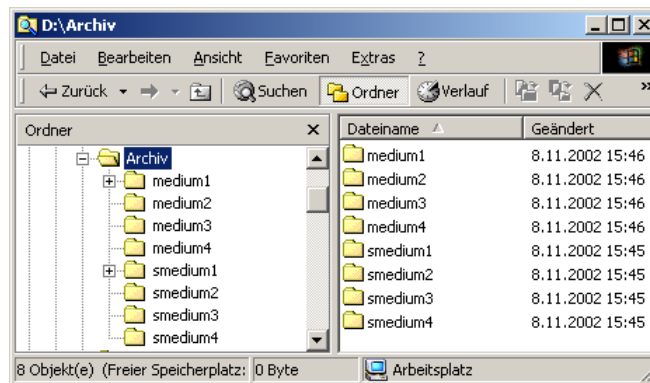 D:\Archiv
Datei Bearbeiten Ansicht Favoriten Extras ?
Zurück Suchen Ordner Verlauf »
Ordner
Archiv
medium1
medium2
medium3
medium4
smedium1
smedium2
smedium3
smedium4
Dateiname Geändert
medium1 8.11.2002 15:46
medium2 8.11.2002 15:46
medium3 8.11.2002 15:46
medium4 8.11.2002 15:46
smedium1 8.11.2002 15:45
smedium2 8.11.2002 15:45
smedium3 8.11.2002 15:45
smedium4 8.11.2002 15:45
8 Objekt(e) (Freier Speicherplatz: 0 Byte Arbeitsplatz